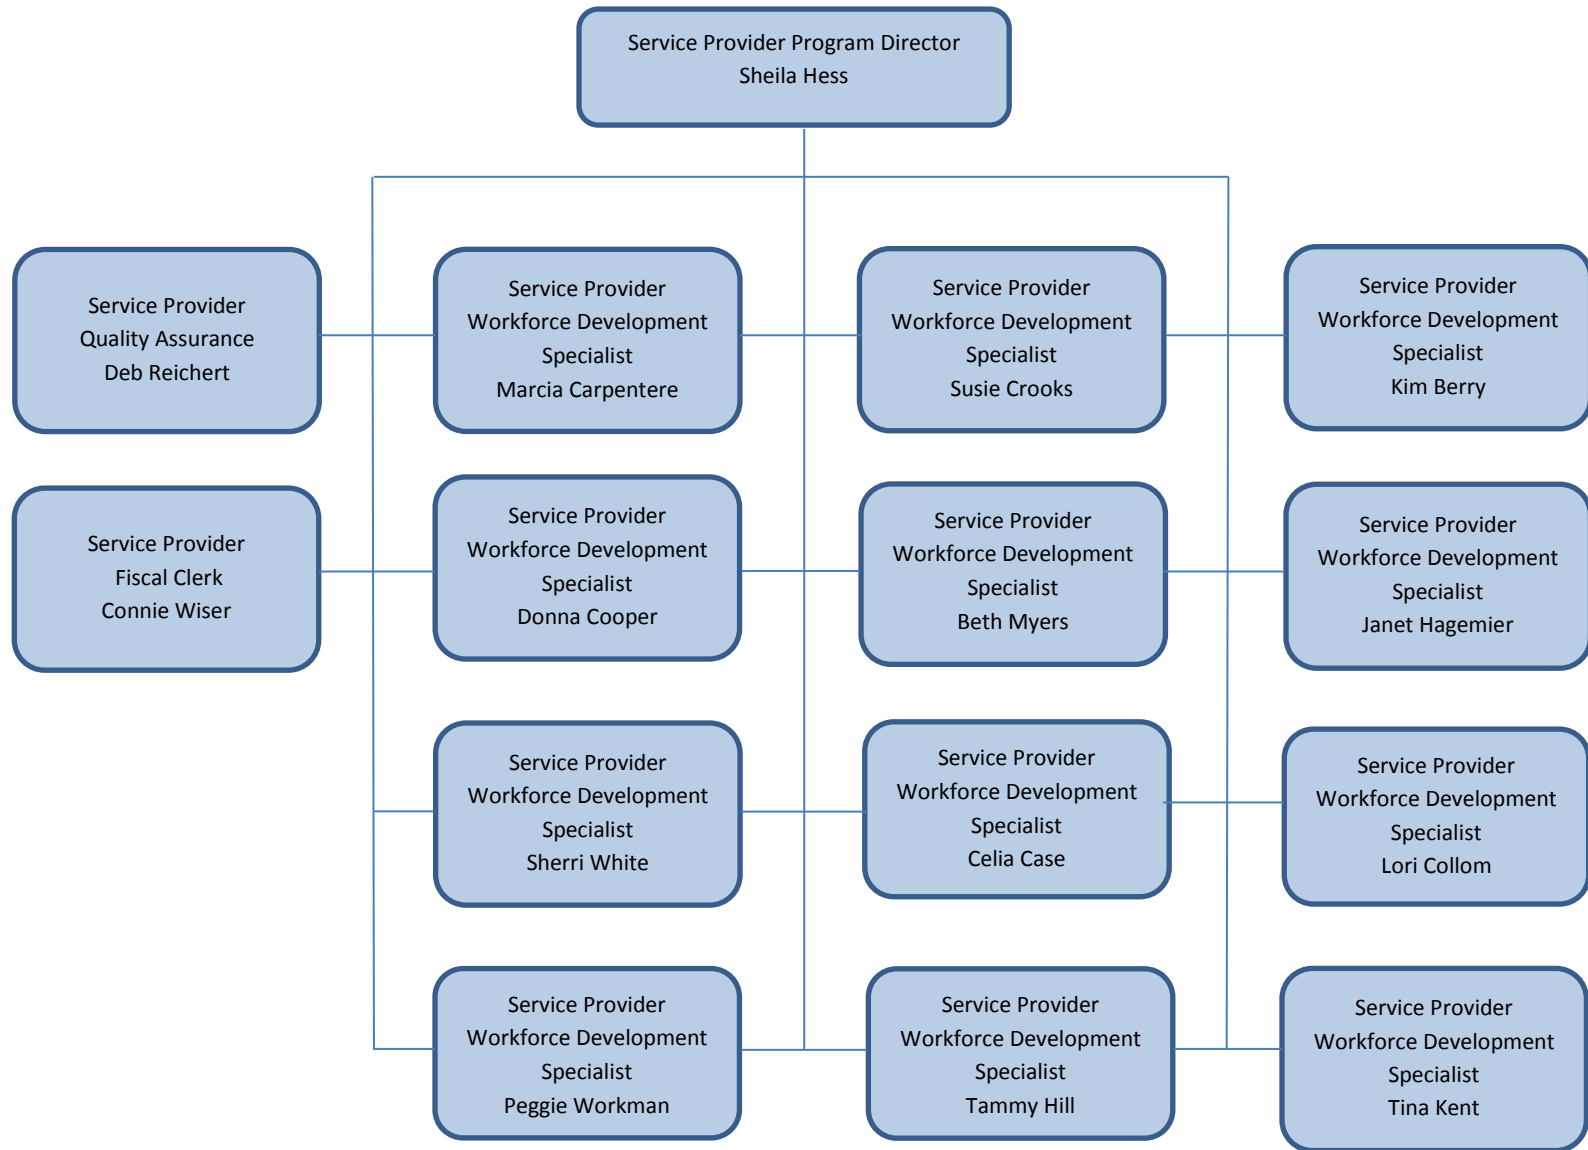 Service Provider Program Director
Sheila Hess
Service Provider
Quality Assurance
Deb Reichert
Service Provider
Workforce Development
Specialist
Marcia Carpentere
Service Provider
Workforce Development
Specialist
Susie Crooks
Service Provider
Workforce Development
Specialist
Kim Berry
Service Provider
Fiscal Clerk
Connie Wiser
Service Provider
Workforce Development
Specialist
Donna Cooper
Service Provider
Workforce Development
Specialist
Beth Myers
Service Provider
Workforce Development
Specialist
Janet Hagemier
Service Provider
Workforce Development
Specialist
Sherri White
Service Provider
Workforce Development
Specialist
Celia Case
Service Provider
Workforce Development
Specialist
Lori Collom
Service Provider
Workforce Development
Specialist
Peggie Workman
Service Provider
Workforce Development
Specialist
Tammy Hill
Service Provider
Workforce Development
Specialist
Tina Kent